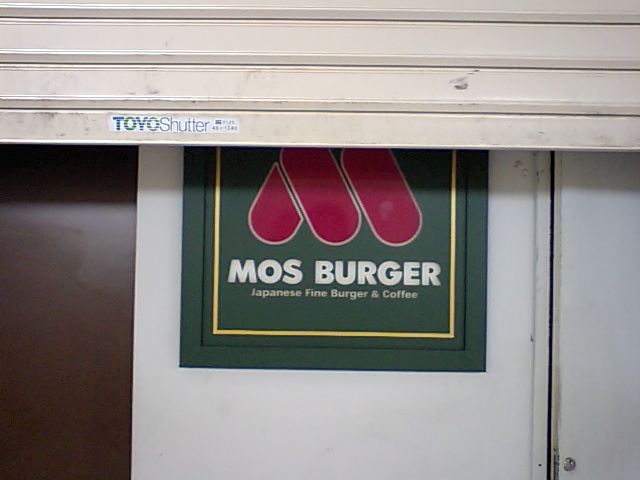 TOYOShutter
MOS BURGER
Japanese Fine Burger & Coffee